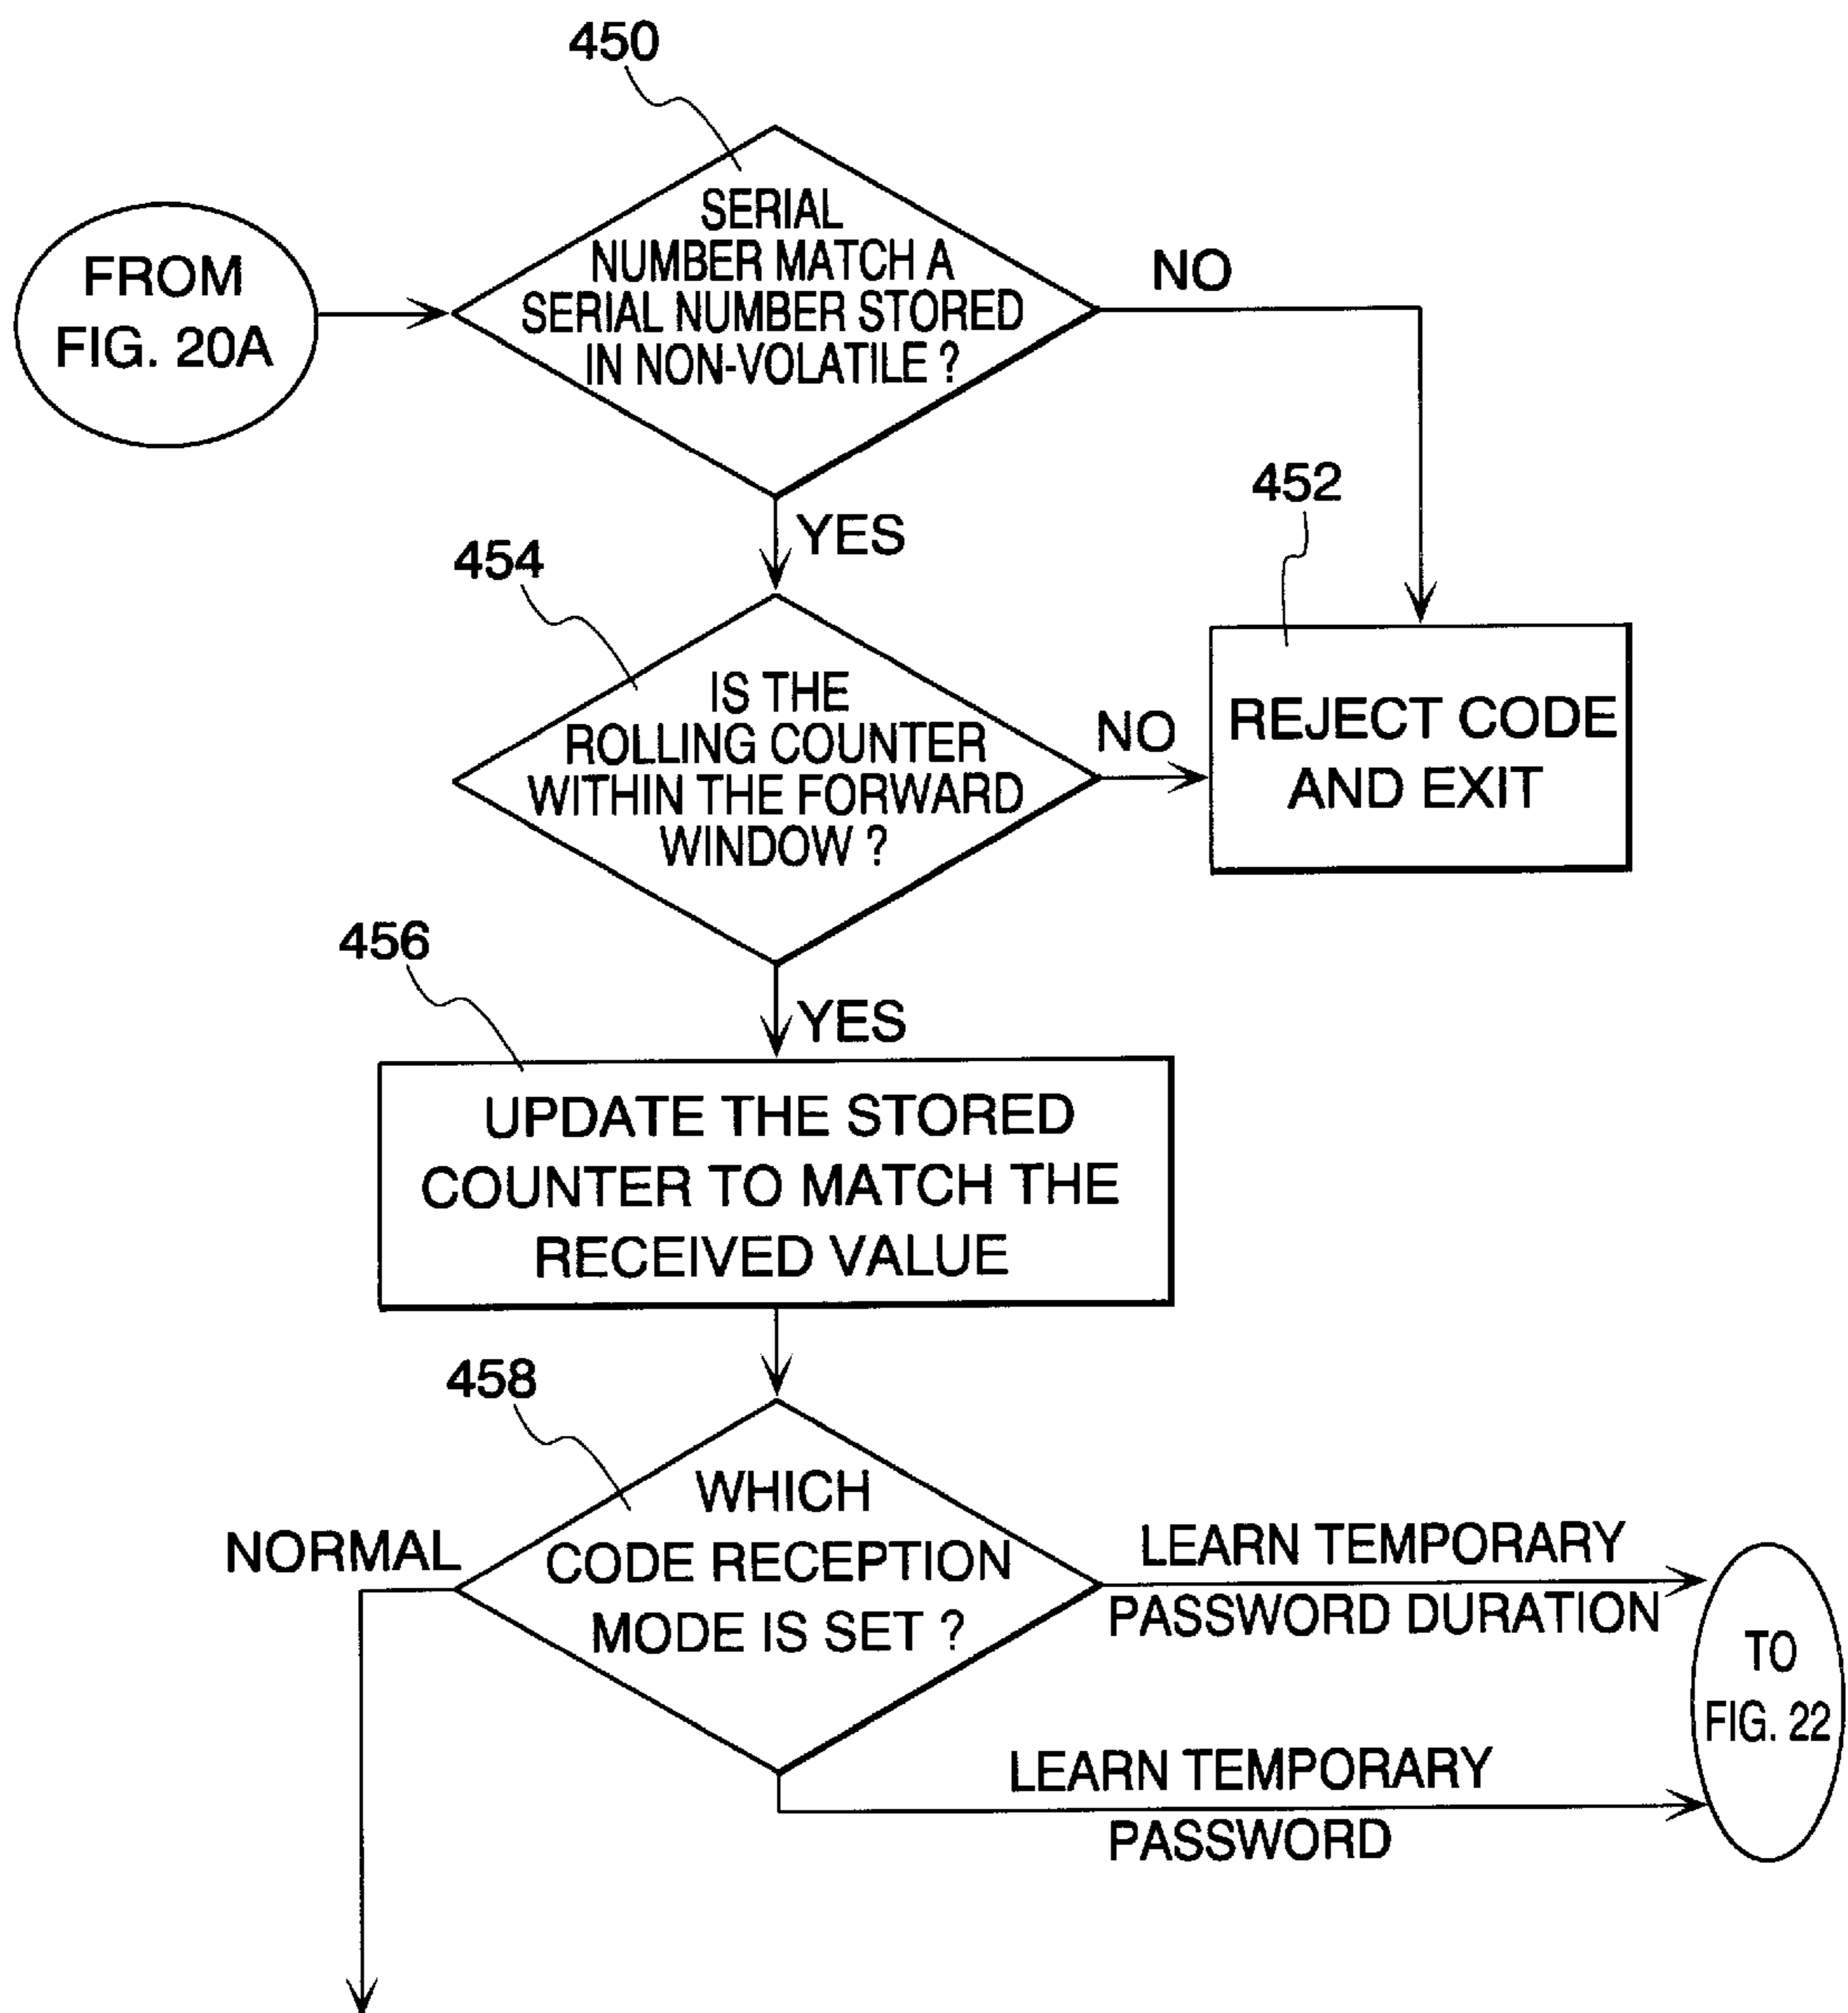 450
SERIAL
NUMBER MATCH A
SERIAL NUMBER STORED
IN NON-VOLATILE ?
FROM
FIG. 20A
NO
YES
452
REJECT CODE
AND EXIT
454
IS THE
ROLLING COUNTER
WITHIN THE FORWARD
WINDOW ?
NO
YES
456
UPDATE THE STORED
COUNTER TO MATCH THE
RECEIVED VALUE
458
WHICH
CODE RECEPTION
MODE IS SET ?
NORMAL
LEARN TEMPORARY
PASSWORD DURATION
LEARN TEMPORARY
PASSWORD
TO
FIG. 22